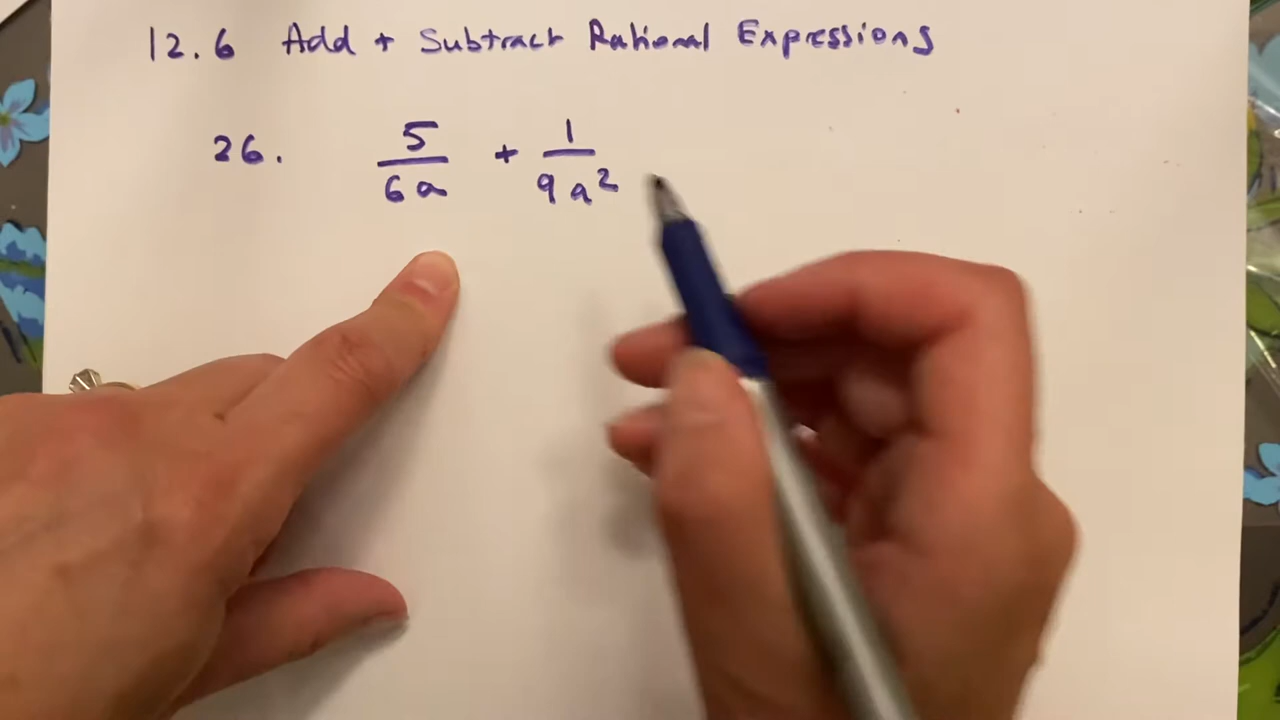 12.6 Add + Subtract Rational Expressions
26. 5/6a + 1/9a²